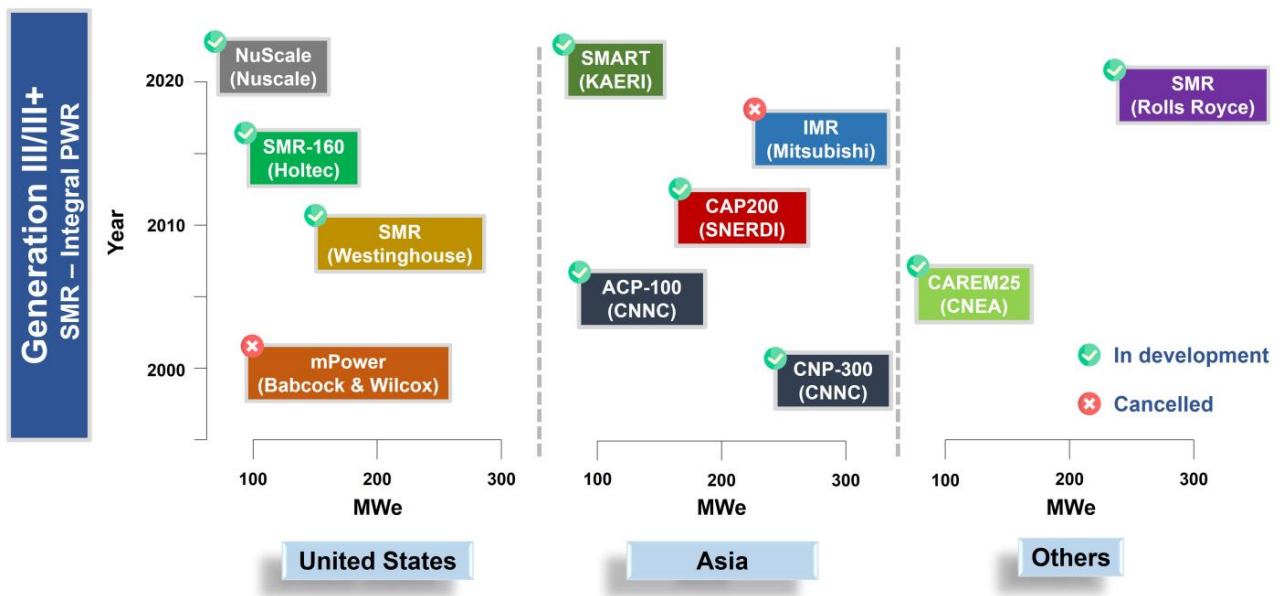 Generation III/III+
SMR – Integral PWR
Year
2020
2010
2000
NuScale
(Nuscale)
SMR-160
(Holtec)
SMR
(Westinghouse)
mPower
(Babcock & Wilcox)
100
200
300
MWe
United States
SMART
(KAERI)
IMR
(Mitsubishi)
CAP200
(SNERDI)
ACP-100
(CNNC)
CNP-300
(CNNC)
100
200
300
MWe
Asia
SMR
(Rolls Royce)
CAREM25
(CNEA)
In development
Cancelled
100
200
300
MWe
Others